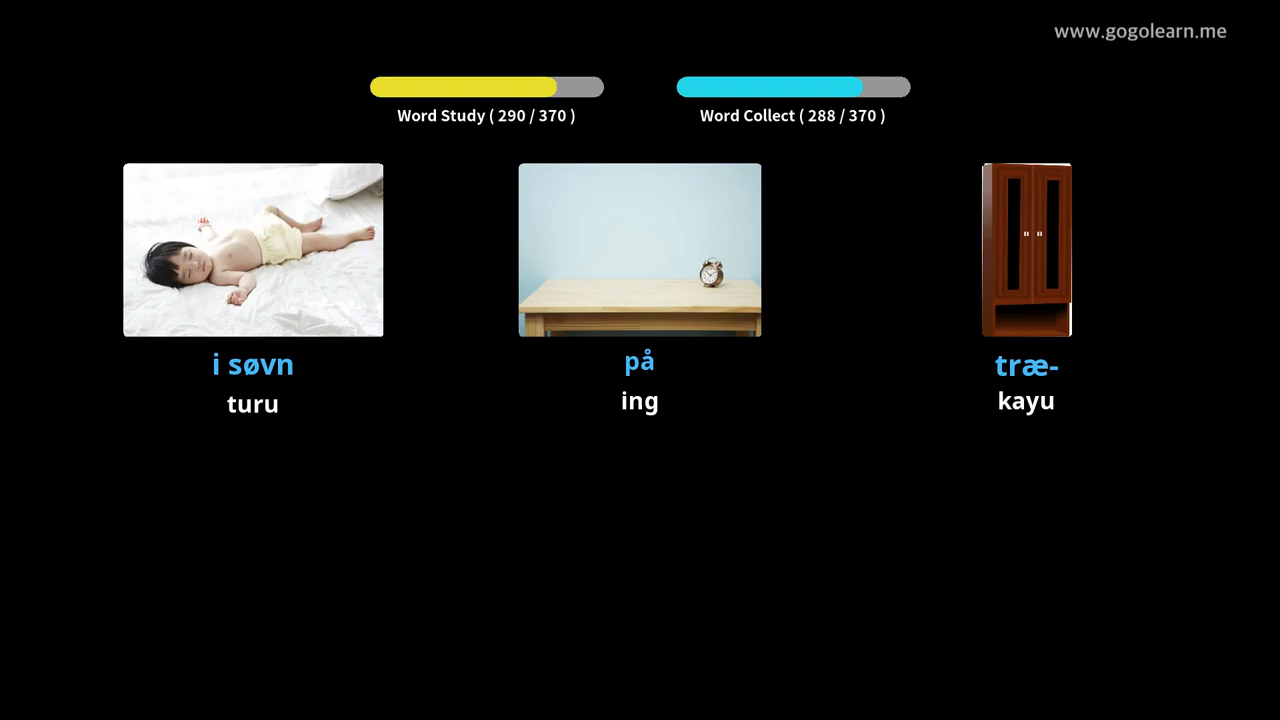 www.gogolearn.me
Word Study ( 290 / 370 )
Word Collect ( 288 / 370 )
i søvn
på
træ-
turu
ing
kayu